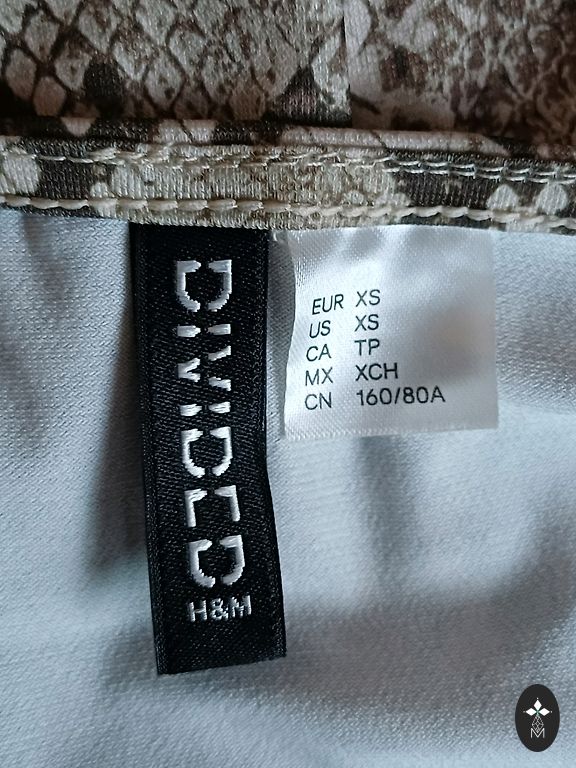 DIVIDED
H&M
EUR XS
US XS
CA TP
MX XCH
CN 160/80A
M